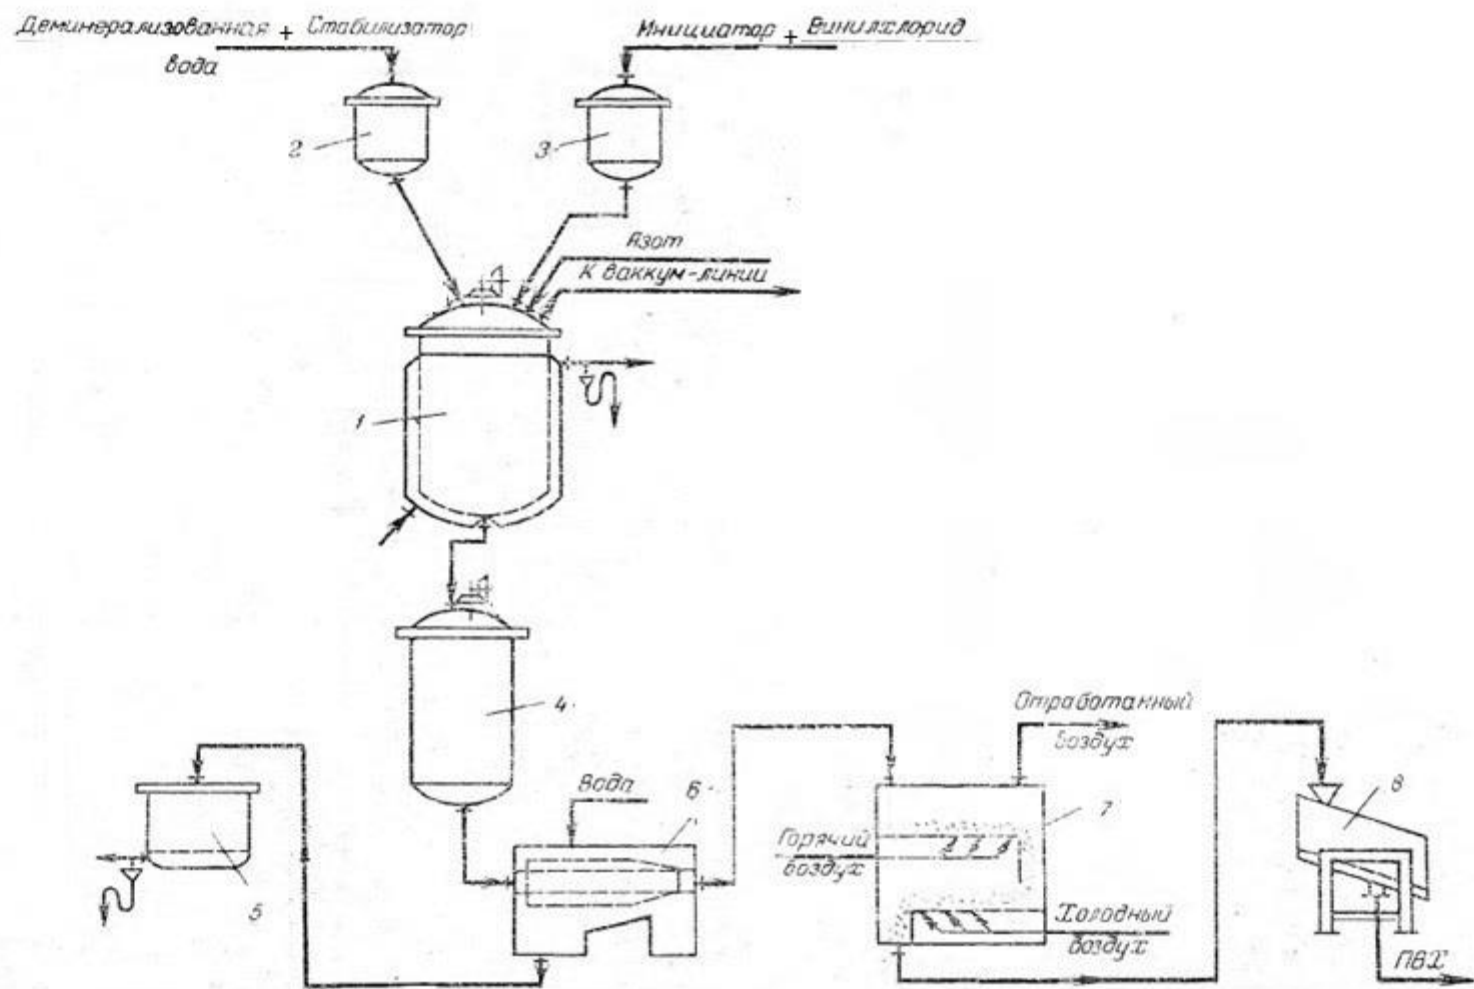 Деминерализованная + Стабилизатор
вода
Инициатор + Винилхлорид
2
3
Азот
К ваккум-линии
1
4
Отработанный
воздух
Вода
6
7
8
Горячий
воздух
5
Холодный
воздух
ПВХ